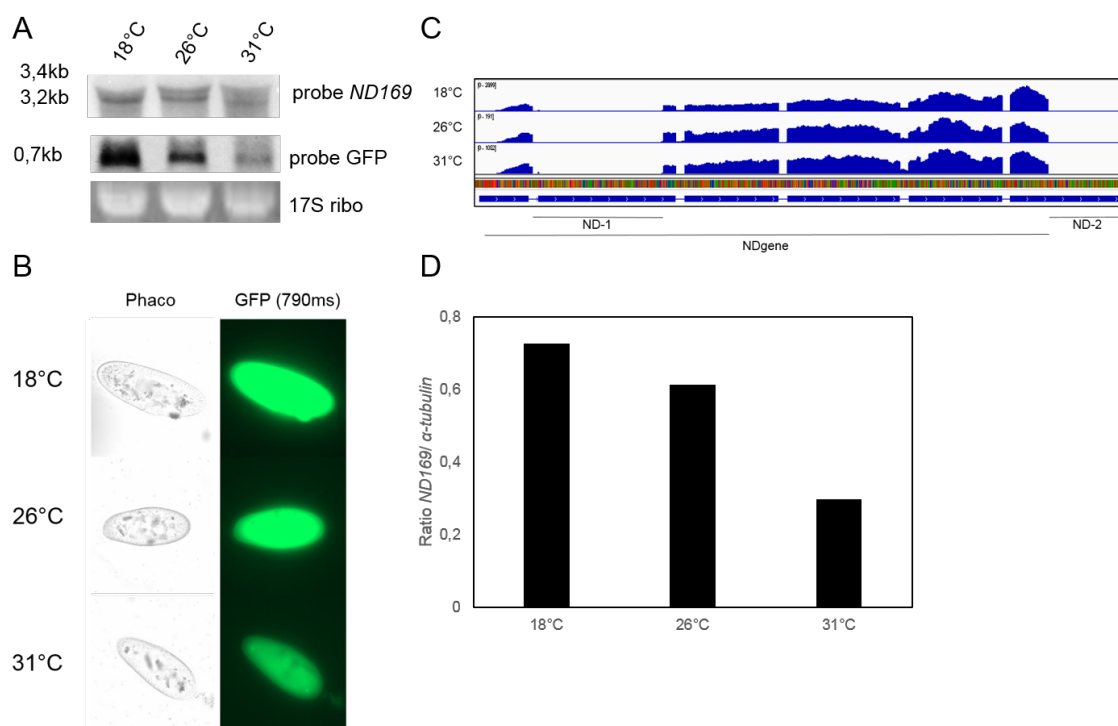 A
18°C 26°C 31°C
3,4kb
3,2kb
probe ND169
0,7kb
probe GFP
17S ribo
B
Phaco GFP (790ms)
18°C
26°C
31°C
C
18°C
26°C
31°C
ND-1
ND-2
NDgene
D
Ratio ND169/ α-tubulin
0,8
0,6
0,4
0,2
0
18°C 26°C 31°C